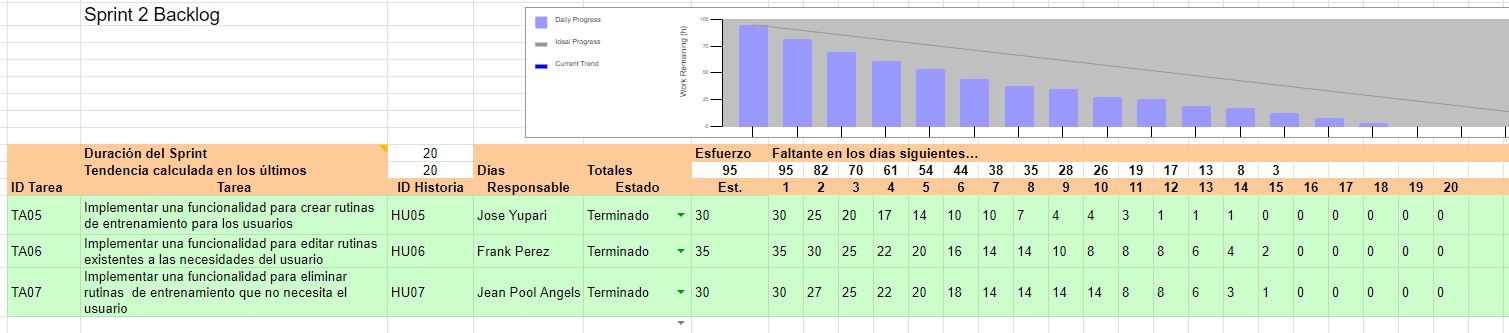 Sprint 2 Backlog
Daily Progress
Ideal Progress
Current Trend
Work Remaining (h)
100
75
50
25
0
Duración del Sprint 20 Esfuerzo Faltante en los días siguientes...
Tendencia calculada en los últimos 20 Días Totales 95 95 82 70 61 54 44 38 35 28 26 19 17 13 8 3
ID Tarea Tarea ID Historia Responsable Estado Est. 1 2 3 4 5 6 7 8 9 10 11 12 13 14 15 16 17 18 19 20
TA05 Implementar una funcionalidad para crear rutinas
de entrenamiento para los usuarios HU05 Jose Yupari Terminado 30 30 25 20 17 14 10 10 7 4 4 3 1 1 1 0 0 0 0 0
TA06 Implementar una funcionalidad para editar rutinas
existentes a las necesidades del usuario HU06 Frank Perez Terminado 35 35 30 25 22 20 16 14 14 10 8 8 8 6 4 2 0 0 0 0 0
TA07 Implementar una funcionalidad para eliminar
rutinas de entrenamiento que no necesita el
usuario HU07 Jean Pool Angels Terminado 30 30 27 25 22 20 18 14 14 14 14 8 8 6 3 1 0 0 0 0 0